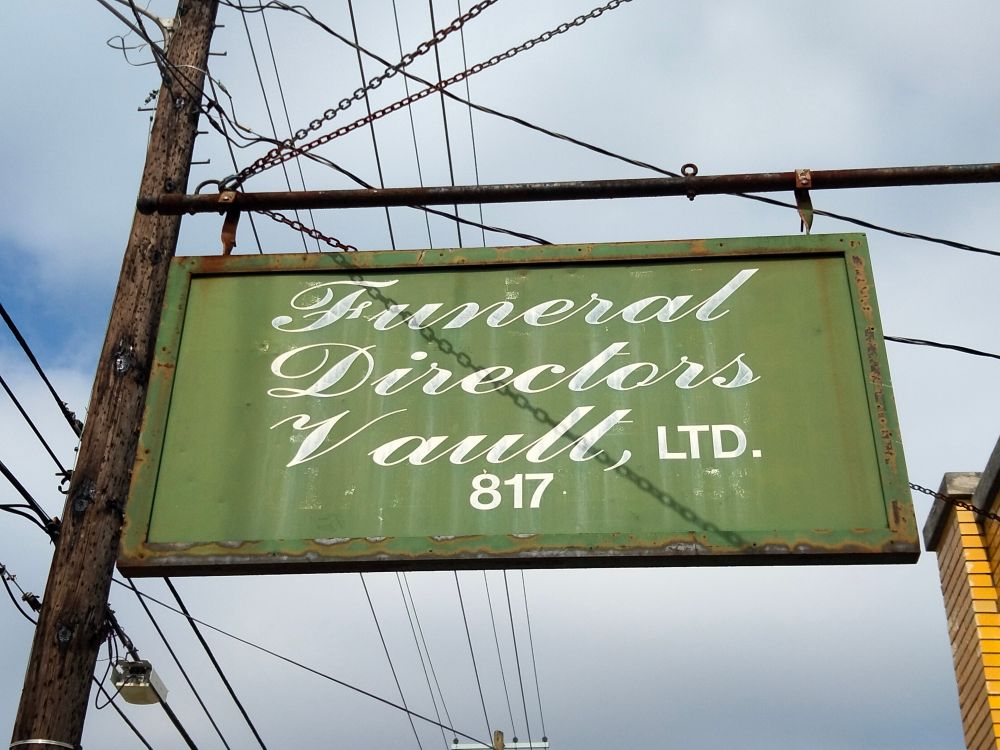 Funeral
Directors
Vault, LTD.
817